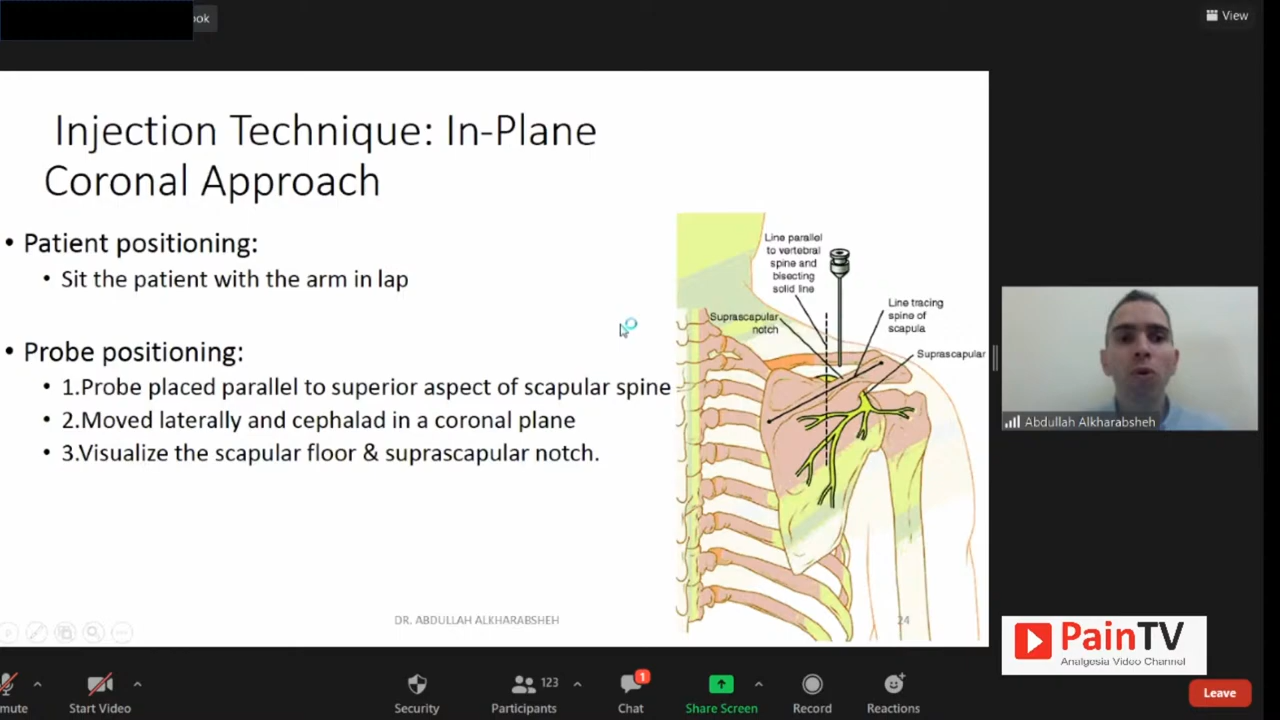 ook
View
Injection Technique: In-Plane
Coronal Approach
• Patient positioning:
• Sit the patient with the arm in lap
• Probe positioning:
• 1.Probe placed parallel to superior aspect of scapular spine
• 2.Moved laterally and cephalad in a coronal plane
• 3.Visualize the scapular floor & suprascapular notch.
Line parallel
to vertebral
spine and
bisecting
solid line
Suprascapular
notch
Line tracing
spine of
scapula
Suprascapular
DR. ABDULLAH ALKHARABSHEH
24
Abdullah Alkharabsheh
PainTV
Analgesia Video Channel
mute
Start Video
Security
123
Participants
1
Chat
Share Screen
Record
Reactions
Leave